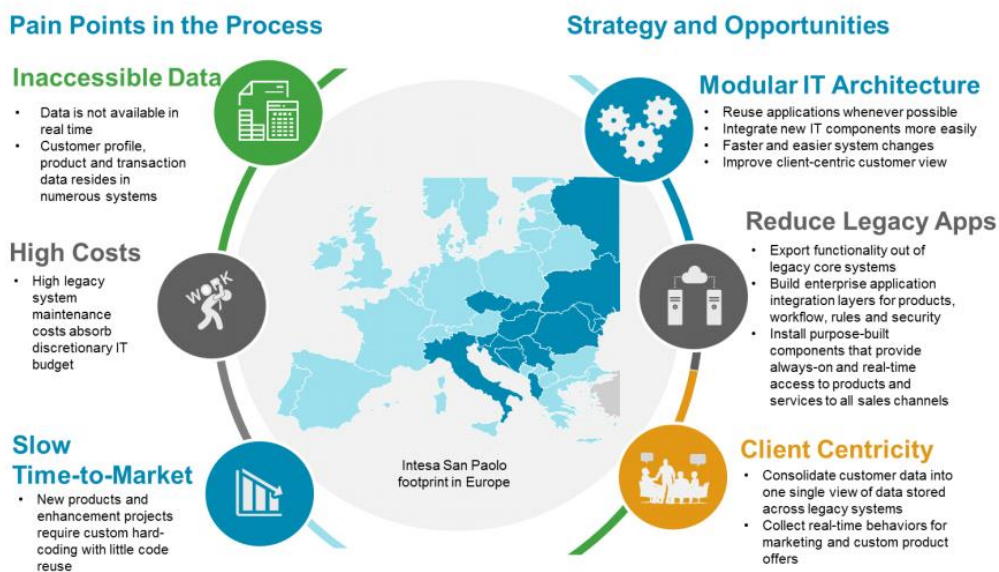 Pain Points in the Process
Inaccessible Data
• Data is not available in
real time
• Customer profile,
product and transaction
data resides in
numerous systems
High Costs
• High legacy
system
maintenance
costs absorb
discretionary IT
budget
WORK
Slow
Time-to-Market
• New products and
enhancement projects
require custom hard-
coding with little code
reuse
Intesa San Paolo
footprint in Europe
Strategy and Opportunities
Modular IT Architecture
• Reuse applications whenever possible
• Integrate new IT components more easily
• Faster and easier system changes
• Improve client-centric customer view
Reduce Legacy Apps
• Export functionality out of
legacy core systems
• Build enterprise application
integration layers for products,
workflow, rules and security
• Install purpose-built
components that provide
always-on and real-time
access to products and
services to all sales channels
Client Centricity
• Consolidate customer data into
one single view of data stored
across legacy systems
• Collect real-time behaviors for
marketing and custom product
offers